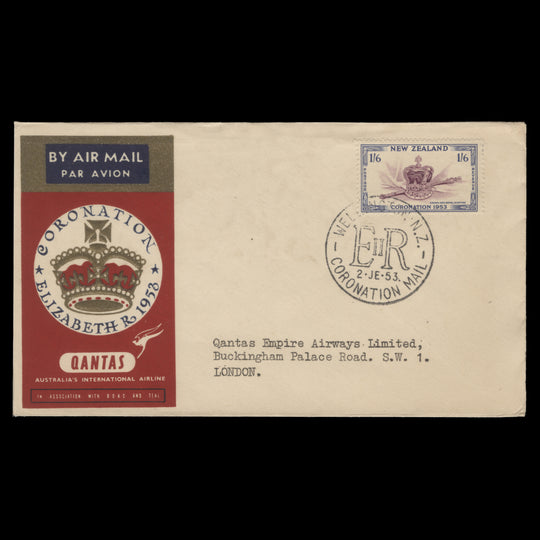 BY AIR MAIL
PAR AVION
CORONATION
ELIZABETH R 1953
QANTAS
AUSTRALIA'S INTERNATIONAL AIRLINE
IN ASSOCIATION WITH B.O.A.C. AND TEAL
NEW ZEALAND
1/6 1/6
CORONATION 1953
N.Z.
E II R
2·JE·53
CORONATION MAIL
Qantas Empire Airways Limited,
Buckingham Palace Road. S.W. 1.
LONDON.